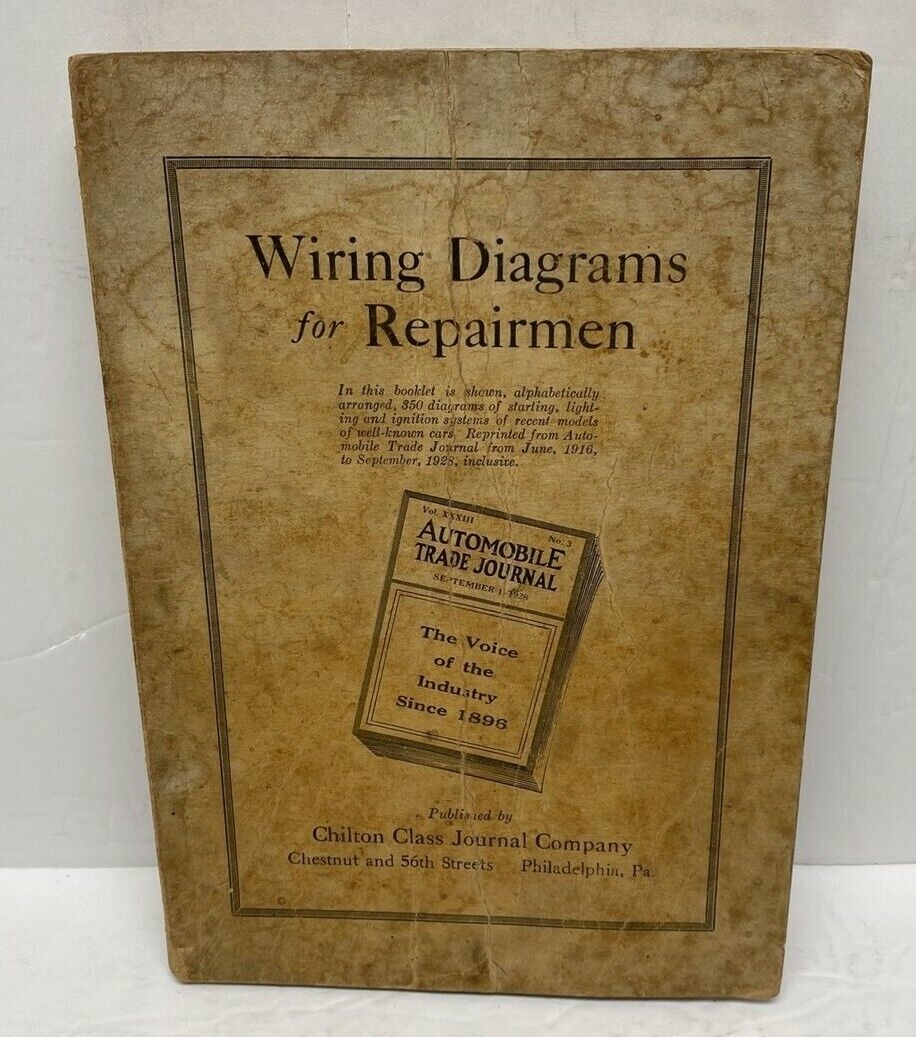 Wiring Diagrams
for Repairmen
In this booklet is shown, alphabetically
arranged, 350 diagrams of starting, light-
ing and ignition systems of recent models
of well-known cars Reprinted from Auto-
mobile Trade Journal from June, 1916,
to September, 1928, inclusive.
Vol. XXXIII No. 3
AUTOMOBILE
TRADE JOURNAL
SEPTEMBER 1, 1928
The Voice
of the
Industry
Since 1896
Published by
Chilton Class Journal Company
Chestnut and 56th Streets Philadelphia, Pa.